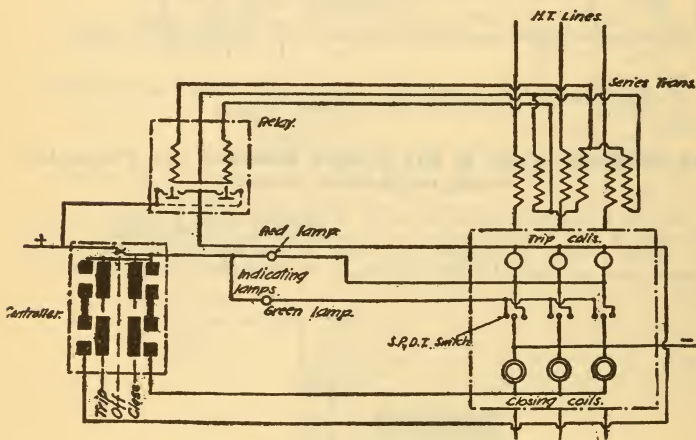 H.T. Lines.
Series Trans.
Relay.
+
Red lamp
Trip coils.
Indicating
lamps.
Green lamp.
Controller.
S.P.D.T. Switch.
-
Trip
Off
Close
Closing coils.